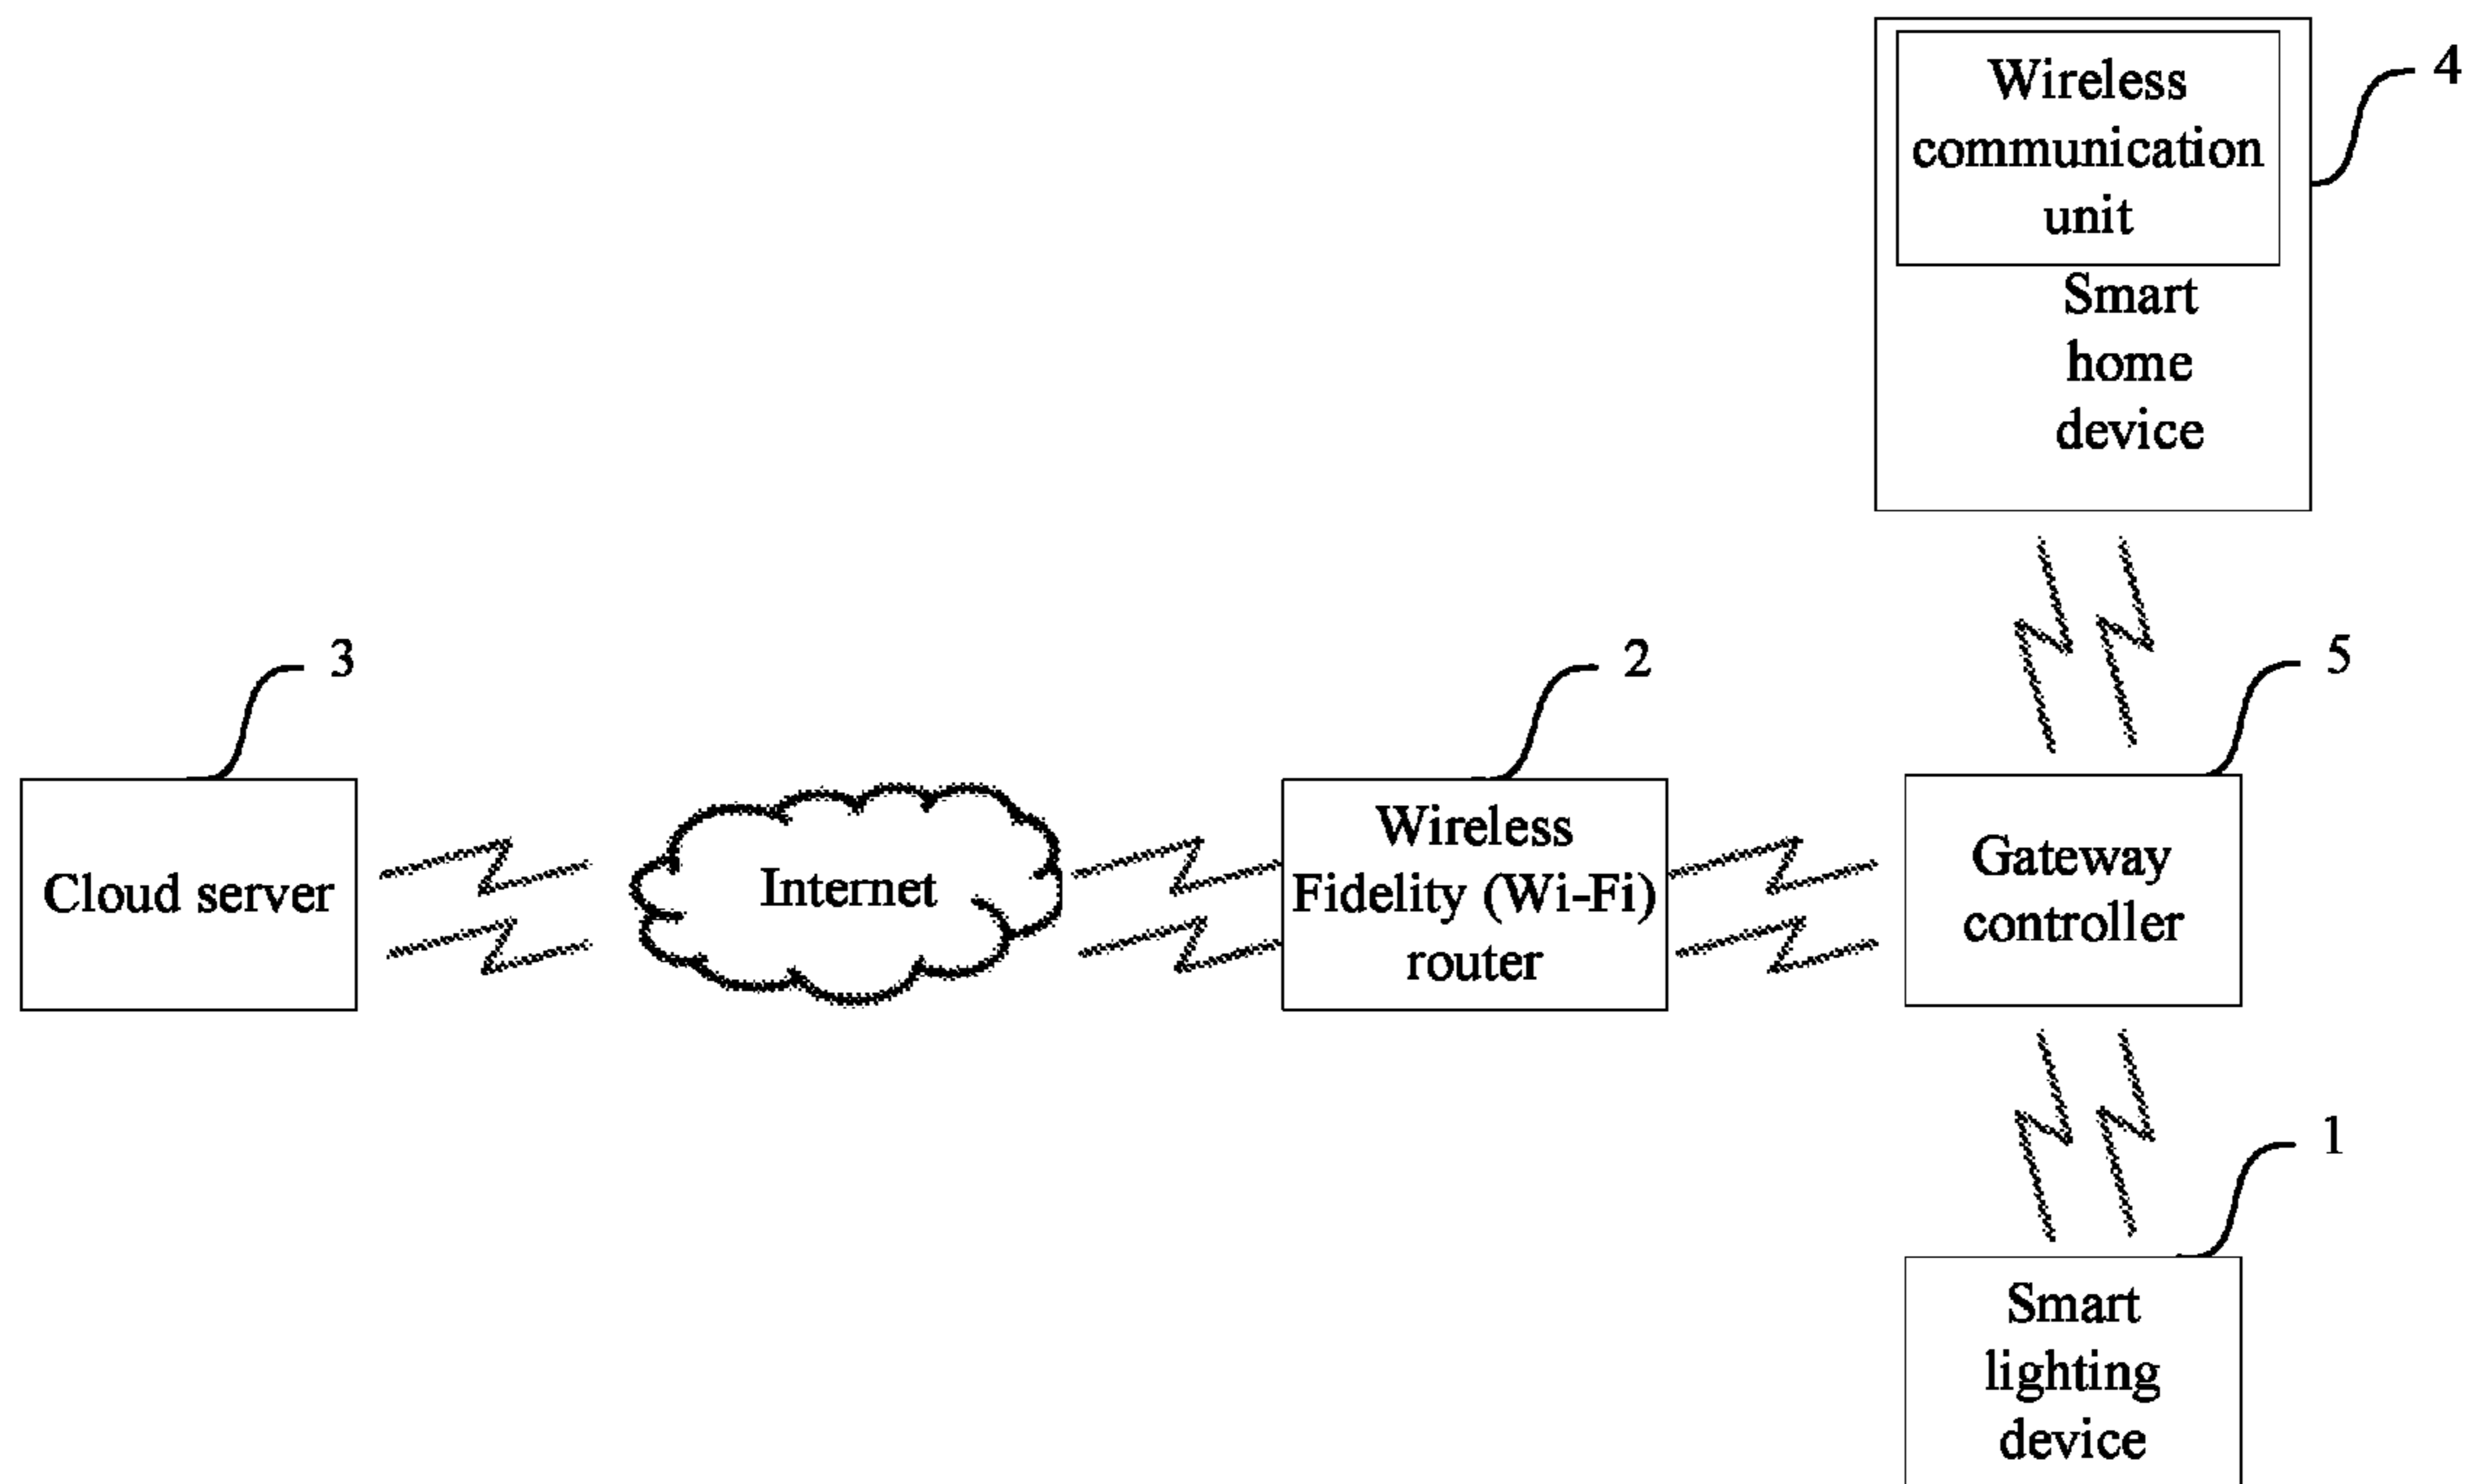 Wireless
communication
unit
4
Smart
home
device
3
2
5
Cloud server
Internet
Wireless
Fidelity (Wi-Fi)
router
Gateway
controller
1
Smart
lighting
device